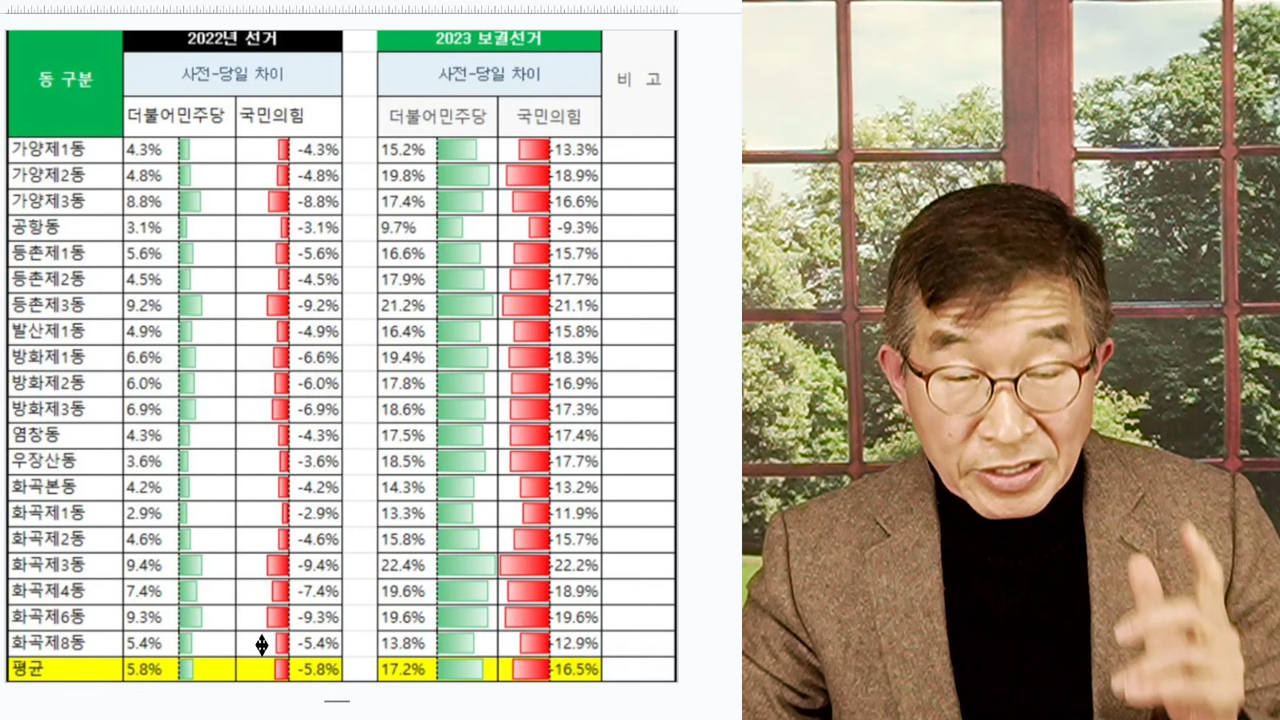 2022년 선거 2023 보궐선거
동 구분 사전-당일 차이 사전-당일 차이 비 고
더불어민주당 국민의힘 더불어민주당 국민의힘
가양제1동 4.3% -4.3% 15.2% -13.3%
가양제2동 4.8% -4.8% 19.8% -18.9%
가양제3동 8.8% -8.8% 17.4% -16.6%
공항동 3.1% -3.1% 9.7% -9.3%
등촌제1동 5.6% -5.6% 16.6% -15.7%
등촌제2동 4.5% -4.5% 17.9% -17.7%
등촌제3동 9.2% -9.2% 21.2% -21.1%
발산제1동 4.9% -4.9% 16.4% -15.8%
방화제1동 6.6% -6.6% 19.4% -18.3%
방화제2동 6.0% -6.0% 17.8% -16.9%
방화제3동 6.9% -6.9% 18.6% -17.3%
염창동 4.3% -4.3% 17.5% -17.4%
우장산동 3.6% -3.6% 18.5% -17.7%
화곡본동 4.2% -4.2% 14.3% -13.2%
화곡제1동 2.9% -2.9% 13.3% -11.9%
화곡제2동 4.6% -4.6% 15.8% -15.7%
화곡제3동 9.4% -9.4% 22.4% -22.2%
화곡제4동 7.4% -7.4% 19.6% -18.9%
화곡제6동 9.3% -9.3% 19.6% -19.6%
화곡제8동 5.4% -5.4% 13.8% -12.9%
평균 5.8% -5.8% 17.2% -16.5%